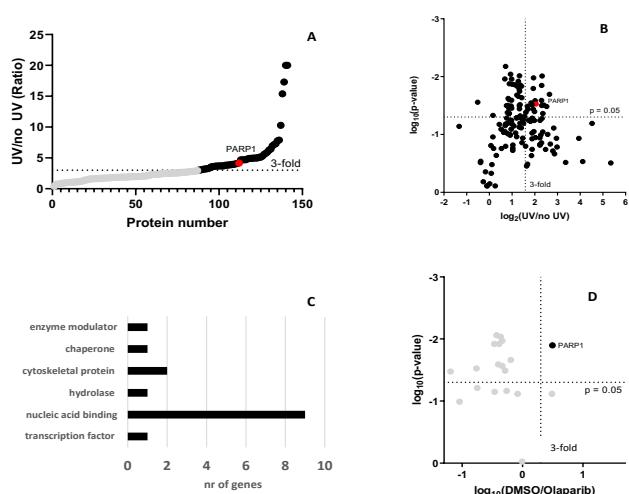 A
UV/no UV (Ratio)
25
20
15
10
5
0
PARP1
3-fold
0 50 100 150
Protein number
B
log10(p-value)
-3
-2
-1
0
PARP1
p = 0.05
3-fold
-2 -1 0 1 2 3 4 5 6
log2(UV/no UV)
C
enzyme modulator
chaperone
cytoskeletal protein
hydrolase
nucleic acid binding
transcription factor
0 2 4 6 8 10
nr of genes
D
log10(p-value)
-3
-2
-1
0
PARP1
p = 0.05
3-fold
-1 0 1
log10(DMSO/Olaparib)